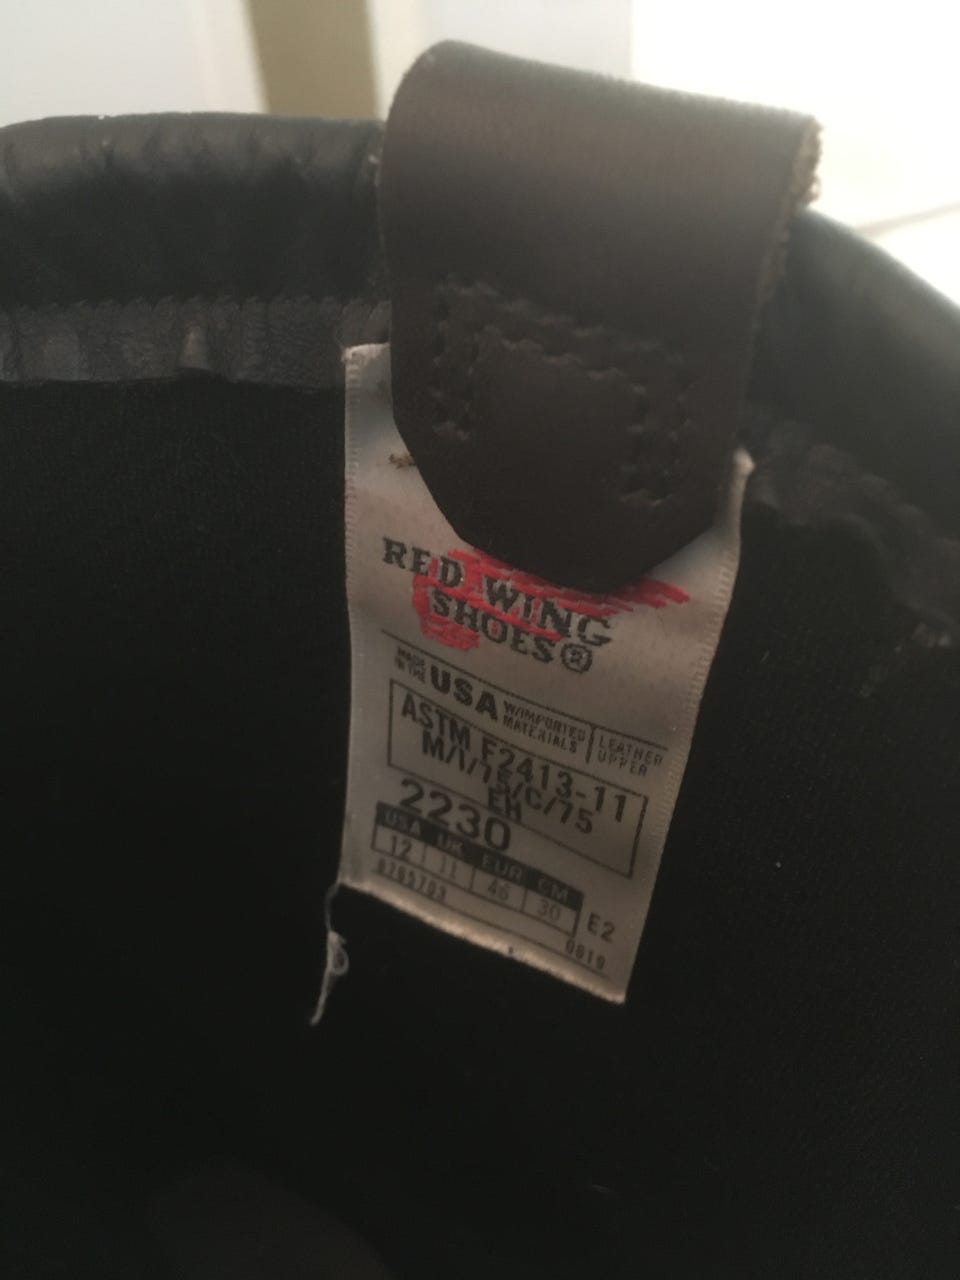 RED WING
SHOES®
MADE IN THE USA W/IMPORTED MATERIALS LEATHER UPPER
ASTM F2413-11
M/I/75/C/75
EH
2230
USA UK EUR CM
12 11 46 30 E2
0819